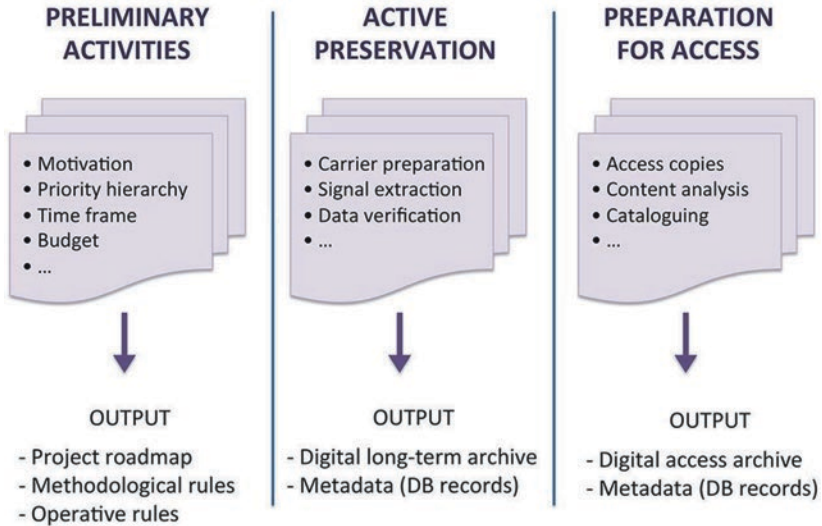 PRELIMINARY
ACTIVITIES
• Motivation
• Priority hierarchy
• Time frame
• Budget
• ...
OUTPUT
- Project roadmap
- Methodological rules
- Operative rules
ACTIVE
PRESERVATION
• Carrier preparation
• Signal extraction
• Data verification
• ...
OUTPUT
- Digital long-term archive
- Metadata (DB records)
PREPARATION
FOR ACCESS
• Access copies
• Content analysis
• Cataloguing
• ...
OUTPUT
- Digital access archive
- Metadata (DB records)